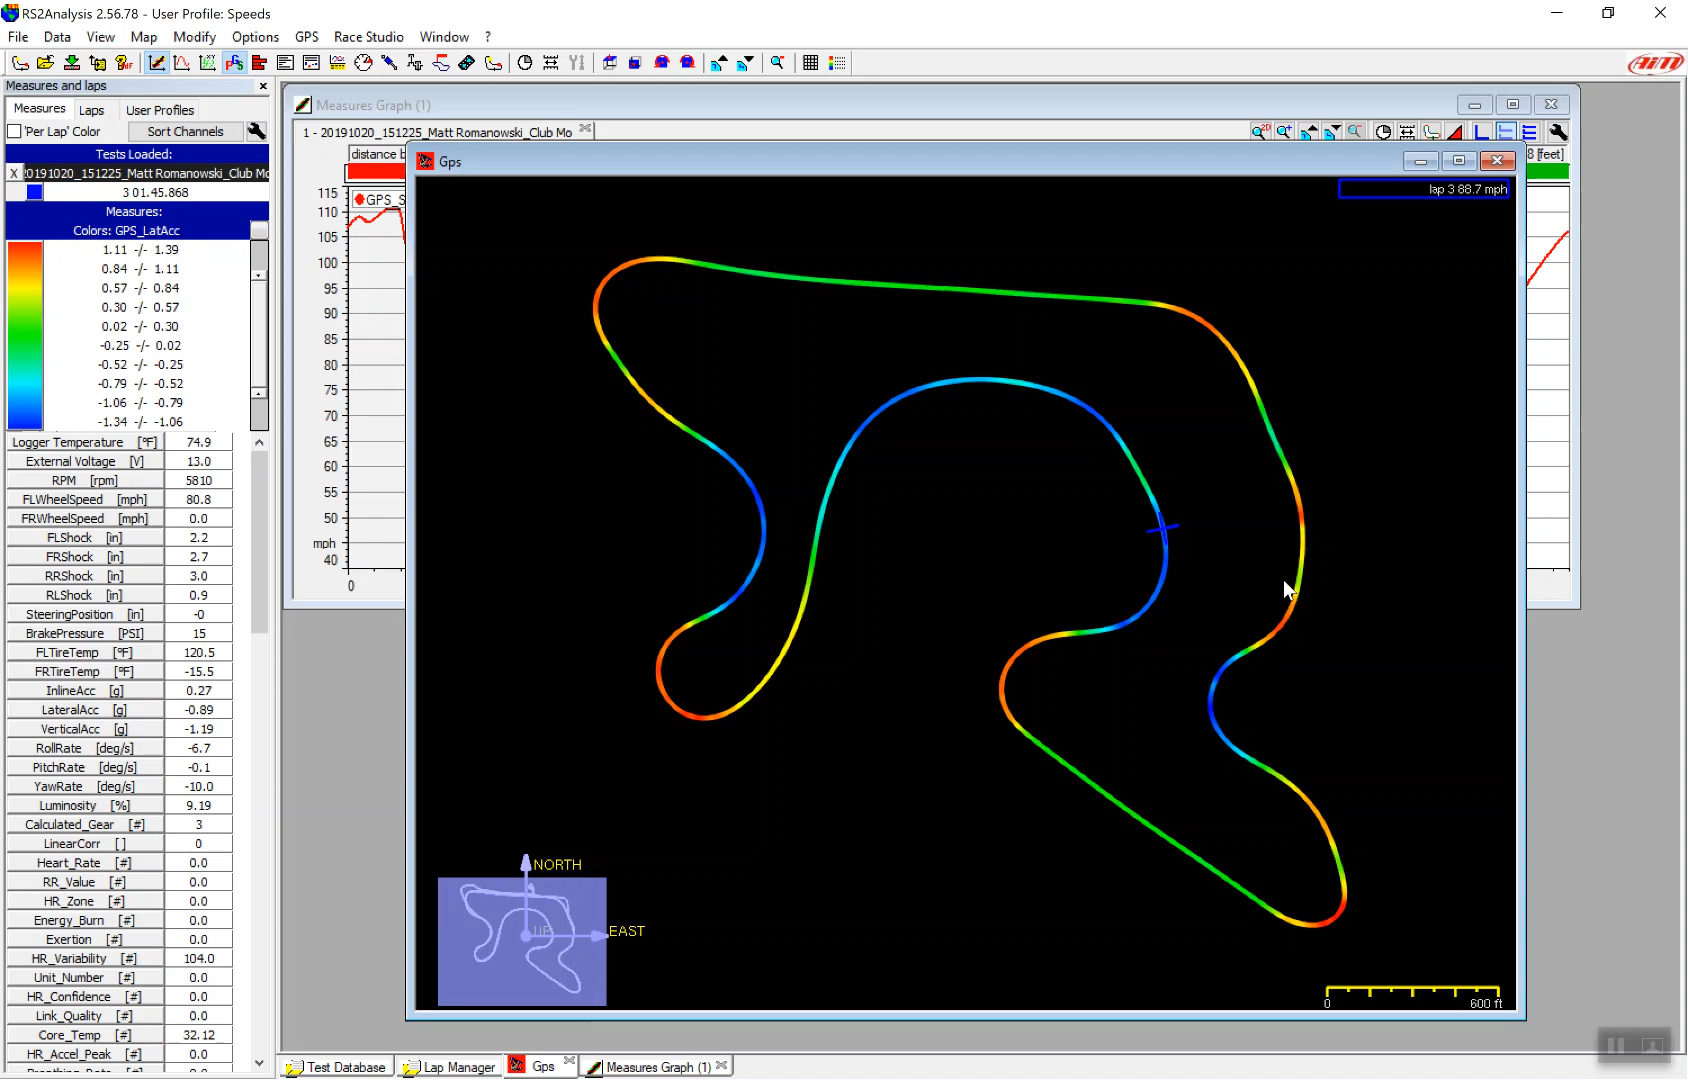 RS2Analysis 2.56.78 - User Profile: Speeds
File Data View Map Modify Options GPS Race Studio Window ?
AiM
Measures and laps
Measures Laps User Profiles
'Per Lap' Color Sort Channels
Tests Loaded:
X 20191020_151225_Matt Romanowski_Club Mo
3 01.45.868
Measures:
Colors: GPS_LatAcc
1.11 -/- 1.39
0.84 -/- 1.11
0.57 -/- 0.84
0.30 -/- 0.57
0.02 -/- 0.30
-0.25 -/- 0.02
-0.52 -/- -0.25
-0.79 -/- -0.52
-1.06 -/- -0.79
-1.34 -/- -1.06
Logger Temperature [ºF] 74.9
External Voltage [V] 13.0
RPM [rpm] 5810
FLWheelSpeed [mph] 80.8
FRWheelSpeed [mph] 0.0
FLShock [in] 2.2
FRShock [in] 2.7
RRShock [in] 3.0
RLShock [in] 0.9
SteeringPosition [in] -0
BrakePressure [PSI] 15
FLTireTemp [ºF] 120.5
FRTireTemp [ºF] -15.5
InlineAcc [g] 0.27
LateralAcc [g] -0.89
VerticalAcc [g] -1.19
RollRate [deg/s] -6.7
PitchRate [deg/s] -0.1
YawRate [deg/s] -10.0
Luminosity [%] 9.19
Calculated_Gear [#] 3
LinearCorr [] 0
Heart_Rate [#] 0.0
RR_Value [#] 0.0
HR_Zone [#] 0.0
Energy_Burn [#] 0.0
Exertion [#] 0.0
HR_Variability [#] 104.0
Unit_Number [#] 0.0
HR_Confidence [#] 0.0
Link_Quality [#] 0.0
Core_Temp [#] 32.12
HR_Accel_Peak [#] 0.0
Measures Graph (1)
1 - 20191020_151225_Matt Romanowski_Club Mo
distance b
8 [feet]
GPS_S
115
110
105
100
95
90
85
80
75
70
65
60
55
50
mph
40
0
Gps
lap 3 88.7 mph
NORTH
UP
EAST
0 600 ft
Test Database Lap Manager Gps Measures Graph (1)